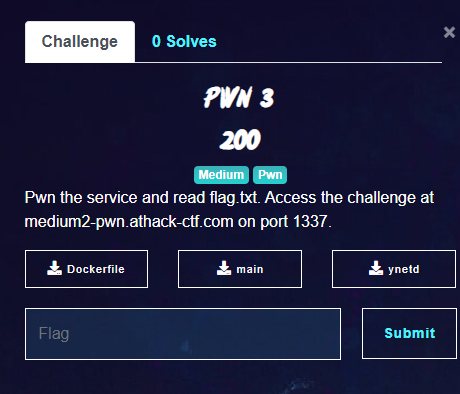 Challenge
0 Solves
×
PWN 3
200
Medium Pwn
Pwn the service and read flag.txt. Access the challenge at
medium2-pwn.athack-ctf.com on port 1337.
Dockerfile
main
ynetd
Flag
Submit